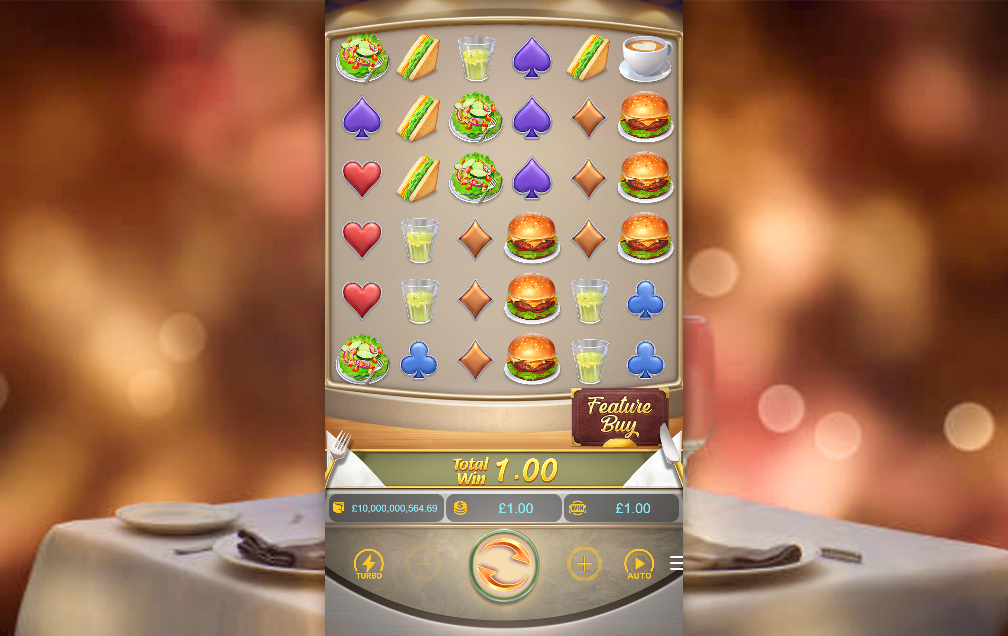 Feature
Buy
Total
Win 1.00
£10,000,000,564.69 £1.00 WIN £1.00
TURBO AUTO